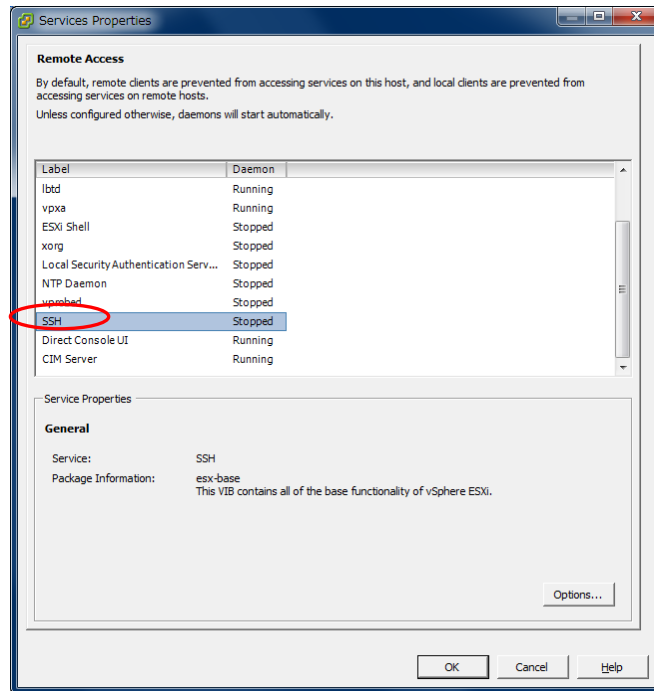 Services Properties
Remote Access
By default, remote clients are prevented from accessing services on this host, and local clients are prevented from
accessing services on remote hosts.
Unless configured otherwise, daemons will start automatically.
Label Daemon
lbtd Running
vpxa Running
ESXi Shell Stopped
xorg Stopped
Local Security Authentication Serv... Stopped
NTP Daemon Stopped
vprobed Stopped
SSH Stopped
Direct Console UI Running
CIM Server Running
Service Properties
General
Service: SSH
Package Information: esx-base
This VIB contains all of the base functionality of vSphere ESXi.
Options...
OK Cancel Help